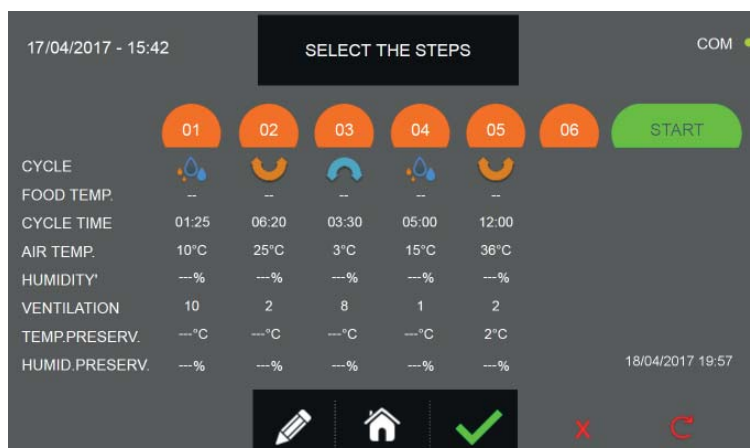 17/04/2017 - 15:42
SELECT THE STEPS
COM
01 02 03 04 05 06 START
CYCLE
FOOD TEMP. -- -- -- -- --
CYCLE TIME 01:25 06:20 03:30 05:00 12:00
AIR TEMP. 10°C 25°C 3°C 15°C 36°C
HUMIDITY' ---% ---% ---% ---% ---%
VENTILATION 10 2 8 1 2
TEMP.PRESERV. ---°C ---°C ---°C ---°C 2°C
HUMID.PRESERV. ---% ---% ---% ---% ---%
18/04/2017 19:57
X